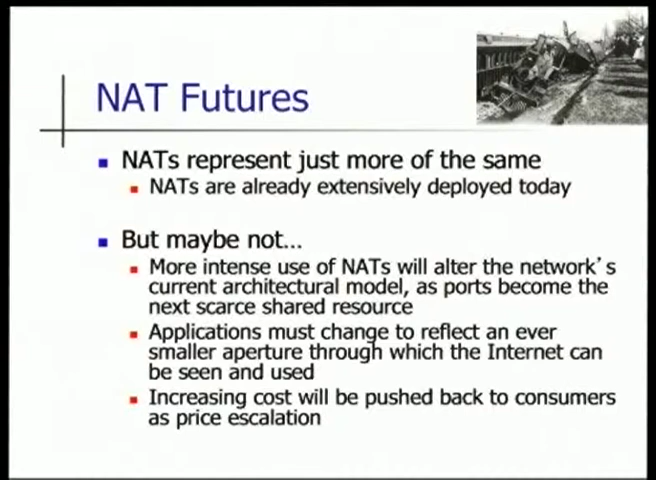 NAT Futures
NATs represent just more of the same
NATs are already extensively deployed today
But maybe not...
More intense use of NATs will alter the network's
current architectural model, as ports become the
next scarce shared resource
Applications must change to reflect an ever
smaller aperture through which the Internet can
be seen and used
Increasing cost will be pushed back to consumers
as price escalation